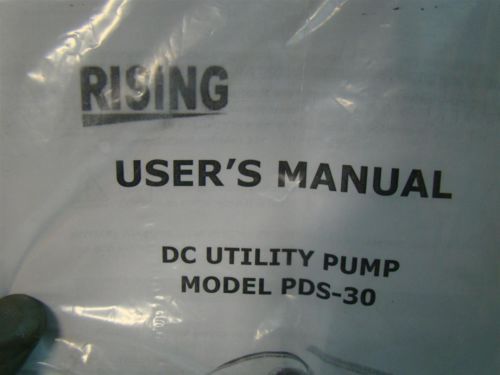 RISING
USER'S MANUAL
DC UTILITY PUMP
MODEL PDS-30